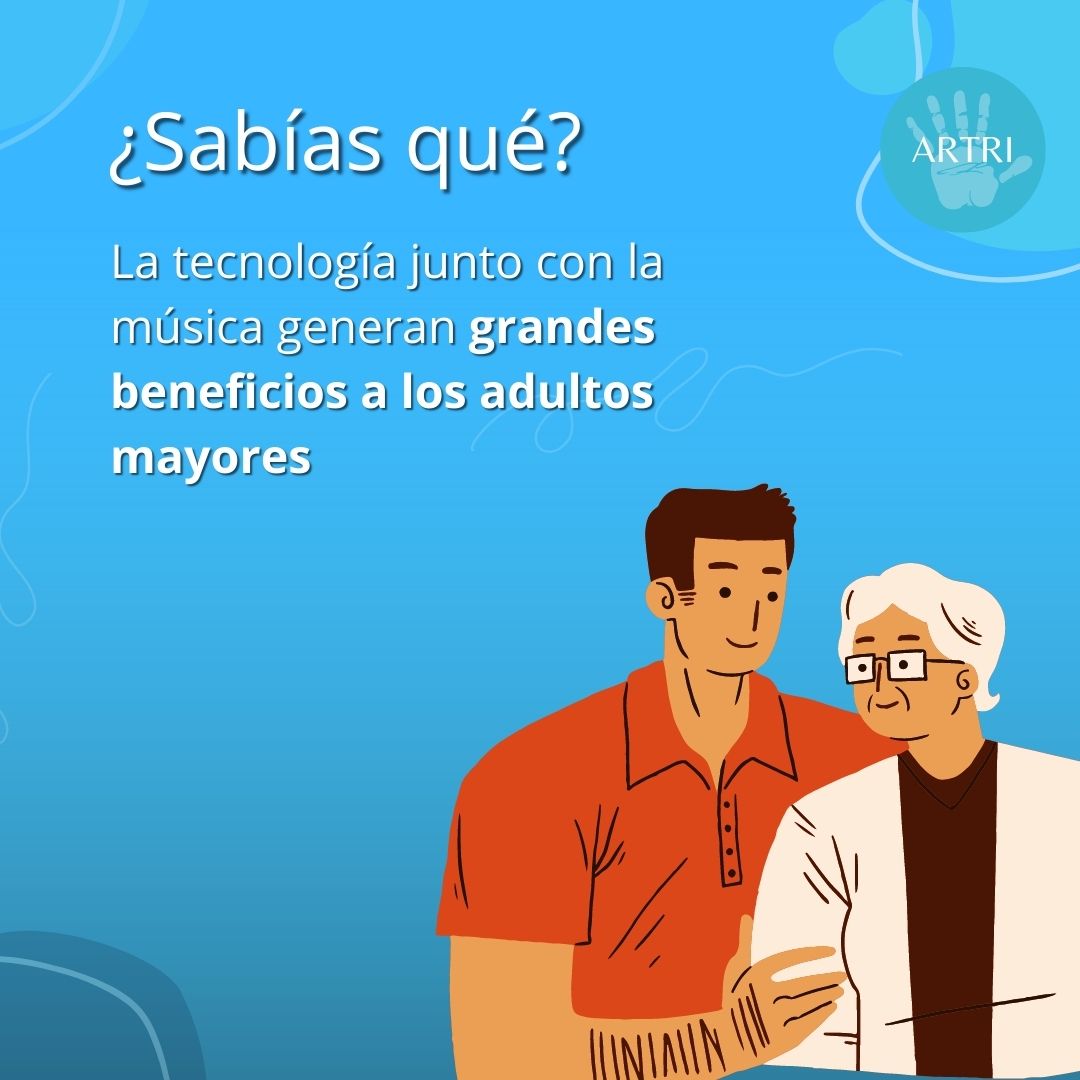 ¿Sabías qué?
ARTRI
La tecnología junto con la
música generan grandes
beneficios a los adultos
mayores